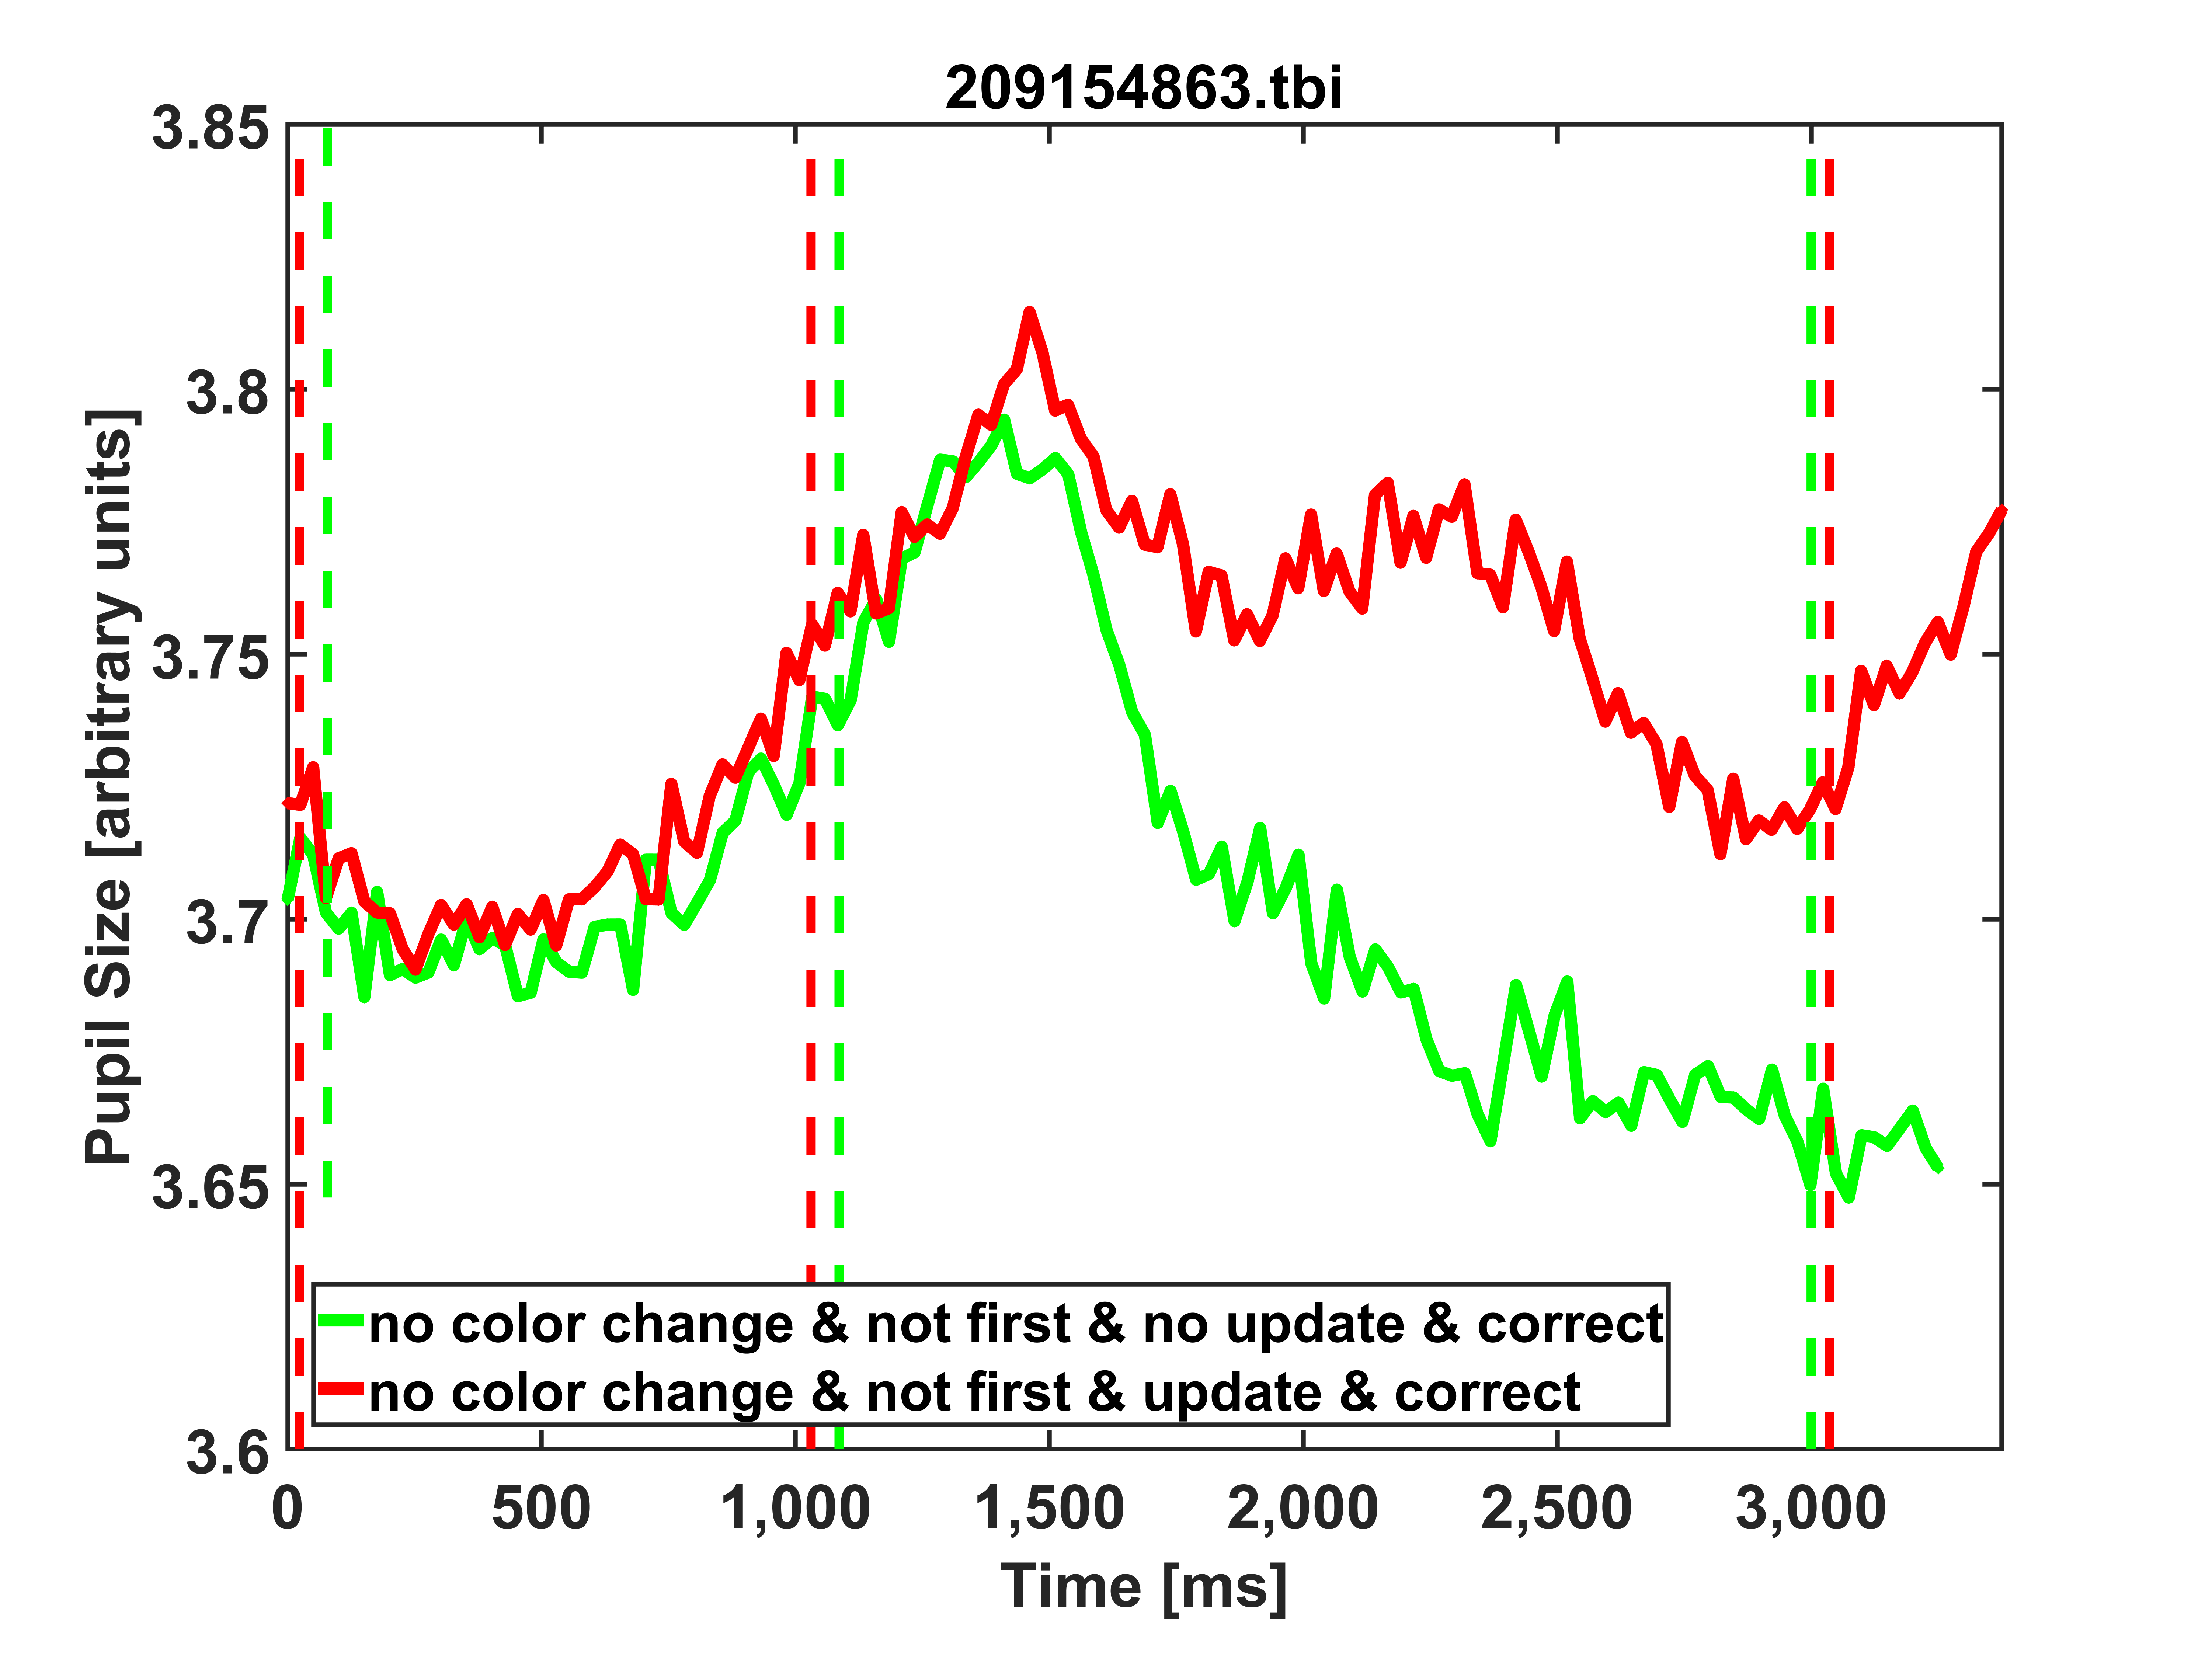 209154863.tbi
3.85
3.8
3.75
3.7
3.65
3.6
Pupil Size [arbitrary units]
no color change & not first & no update & correct
no color change & not first & update & correct
0 500 1,000 1,500 2,000 2,500 3,000
Time [ms]